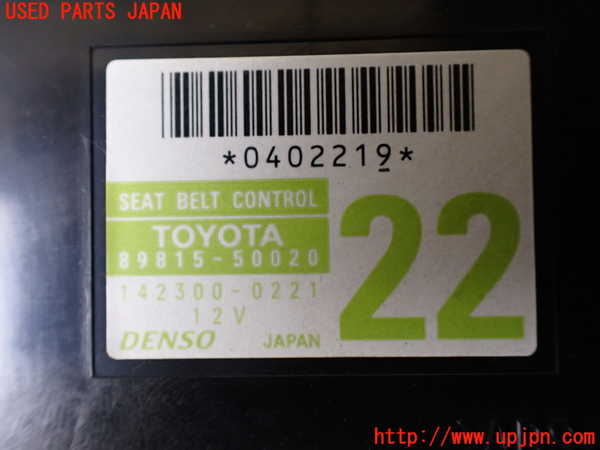 USED PARTS JAPAN
*0402219*
SEAT BELT CONTROL
TOYOTA
89815-50020
142300-0221
12V
DENSO JAPAN
22
http://www.upjpn.com